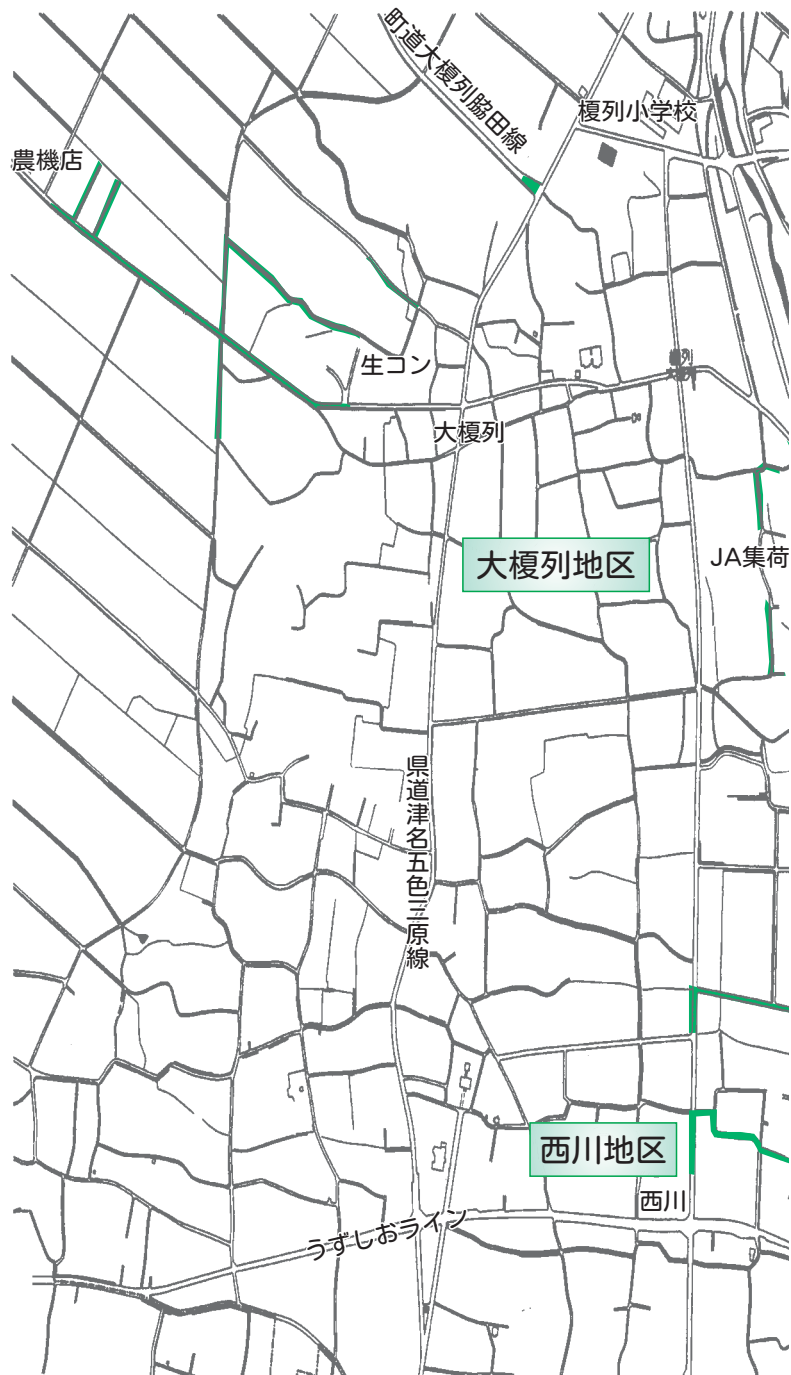 町道大榎列脇田線
榎列小学校
農機店
生コン
大榎列
大榎列地区
JA集荷
県道津名五色三原線
西川地区
西川
うずしおライン